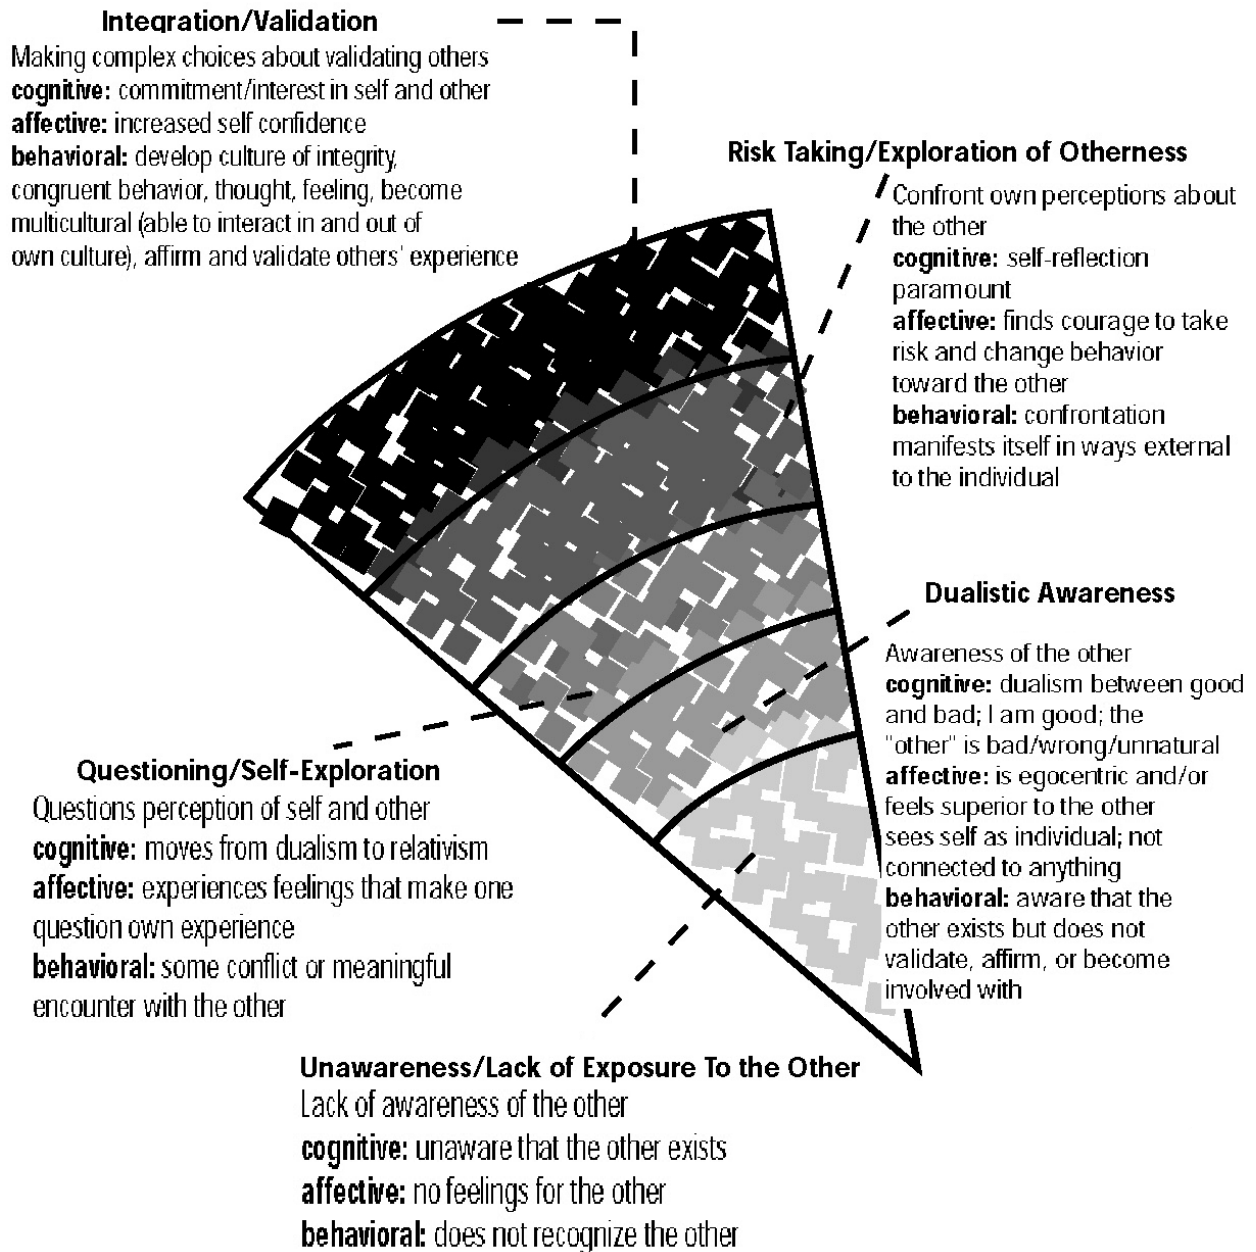 Integration/Validation
Making complex choices about validating others
cognitive: commitment/interest in self and other
affective: increased self confidence
behavioral: develop culture of integrity,
congruent behavior, thought, feeling, become
multicultural (able to interact in and out of
own culture), affirm and validate others' experience
Risk Taking/Exploration of Otherness
Confront own perceptions about
the other
cognitive: self-reflection
paramount
affective: finds courage to take
risk and change behavior
toward the other
behavioral: confrontation
manifests itself in ways external
to the individual
Dualistic Awareness
Awareness of the other
cognitive: dualism between good
and bad; I am good; the
"other" is bad/wrong/unnatural
affective: is egocentric and/or
feels superior to the other
sees self as individual; not
connected to anything
behavioral: aware that the
other exists but does not
validate, affirm, or become
involved with
Questioning/Self-Exploration
Questions perception of self and other
cognitive: moves from dualism to relativism
affective: experiences feelings that make one
question own experience
behavioral: some conflict or meaningful
encounter with the other
Unawareness/Lack of Exposure To the Other
Lack of awareness of the other
cognitive: unaware that the other exists
affective: no feelings for the other
behavioral: does not recognize the other